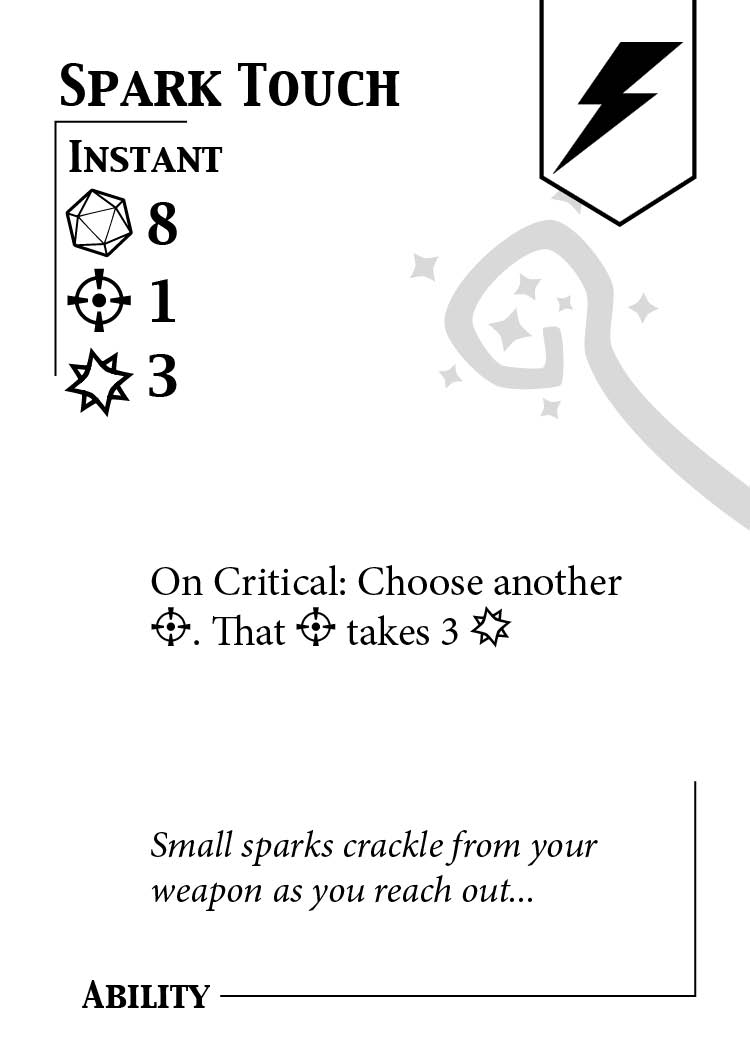 Spark Touch
Instant
8
1
3
On Critical: Choose another
. That takes 3
Small sparks crackle from your
weapon as you reach out...
Ability